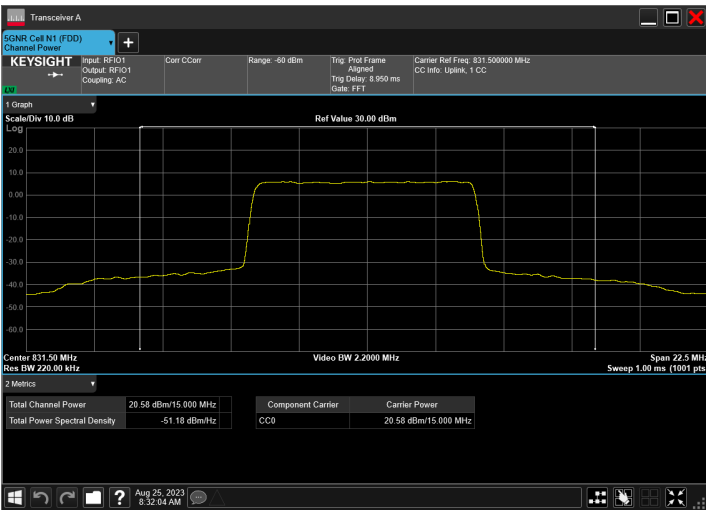 Transceiver A
5GNR Cell N1 (FDD)
Channel Power
KEYSIGHT
LXI
Input: RFIO1
Output: RFIO1
Coupling: AC
Corr CCorr
Range: -60 dBm
Trig: Prot Frame
Aligned
Trig Delay: 8.950 ms
Gate: FFT
Carrier Ref Freq: 831.500000 MHz
CC Info: Uplink, 1 CC
1 Graph
Scale/Div 10.0 dB
Ref Value 30.00 dBm
Log
20.0
10.0
0.00
-10.0
-20.0
-30.0
-40.0
-50.0
-60.0
Center 831.50 MHz
Video BW 2.2000 MHz
Span 22.5 MHz
Res BW 220.00 kHz
Sweep 1.00 ms (1001 pts)
2 Metrics
Total Channel Power 20.58 dBm/15.000 MHz
Total Power Spectral Density -51.18 dBm/Hz
Component Carrier Carrier Power
CC0 20.58 dBm/15.000 MHz
Aug 25, 2023
8:32:04 AM